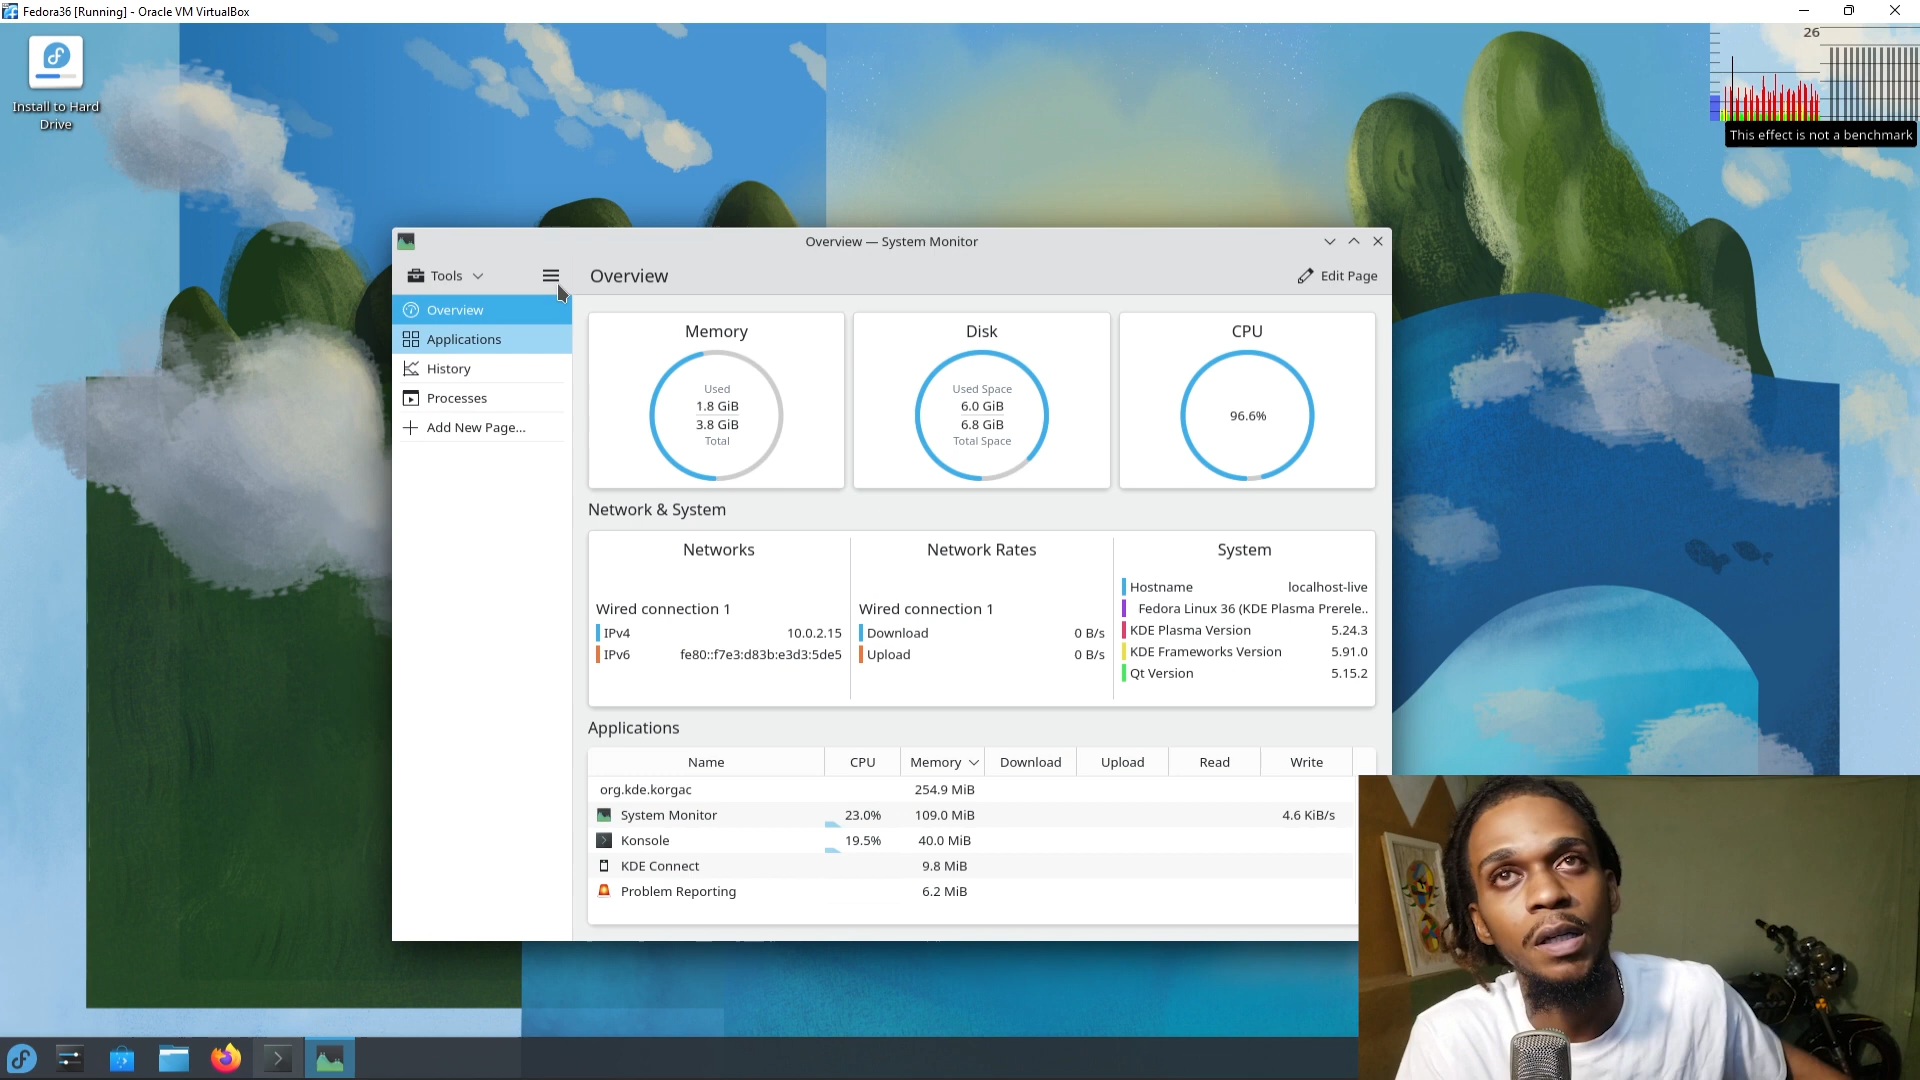 Fedora36 [Running] - Oracle VM VirtualBox
Install to Hard
Drive
26
This effect is not a benchmark
Overview — System Monitor
Tools
Overview
Edit Page
Overview
Applications
History
Processes
Add New Page...
Memory
Used
1.8 GiB
3.8 GiB
Total
Disk
Used Space
6.0 GiB
6.8 GiB
Total Space
CPU
96.6%
Network & System
Networks
Wired connection 1
IPv4 10.0.2.15
IPv6 fe80::f7e3:d83b:e3d3:5de5
Network Rates
Wired connection 1
Download 0 B/s
Upload 0 B/s
System
Hostname localhost-live
Fedora Linux 36 (KDE Plasma Prerele..
KDE Plasma Version 5.24.3
KDE Frameworks Version 5.91.0
Qt Version 5.15.2
Applications
Name CPU Memory Download Upload Read Write
org.kde.korgac 254.9 MiB
System Monitor 23.0% 109.0 MiB 4.6 KiB/s
Konsole 19.5% 40.0 MiB
KDE Connect 9.8 MiB
Problem Reporting 6.2 MiB